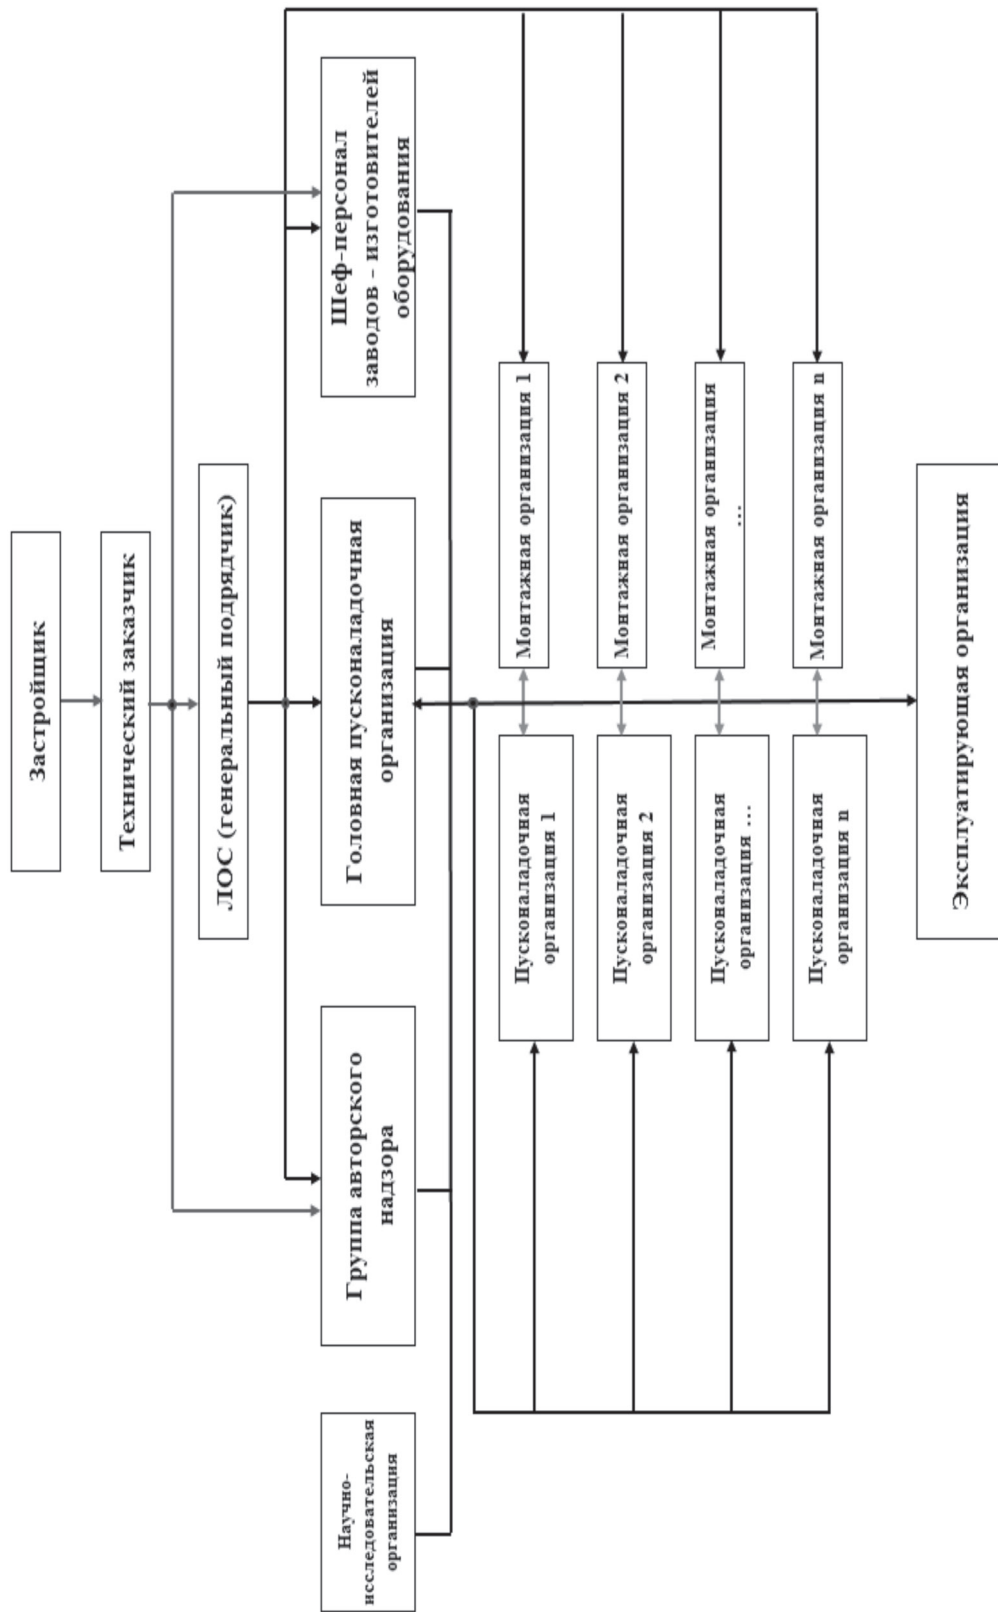 Застройщик
Технический заказчик
ЛОС (генеральный подрядчик)
Научно-
исследовательская
организация
Группа авторского
надзора
Головная пусконаладочная
организация
Шеф-персонал
заводов – изготовителей
оборудования
Пусконаладочная
организация 1
Монтажная организация 1
Пусконаладочная
организация 2
Монтажная организация 2
Пусконаладочная
организация ...
Монтажная организация
...
Пусконаладочная
организация n
Монтажная организация n
Эксплуатирующая организация